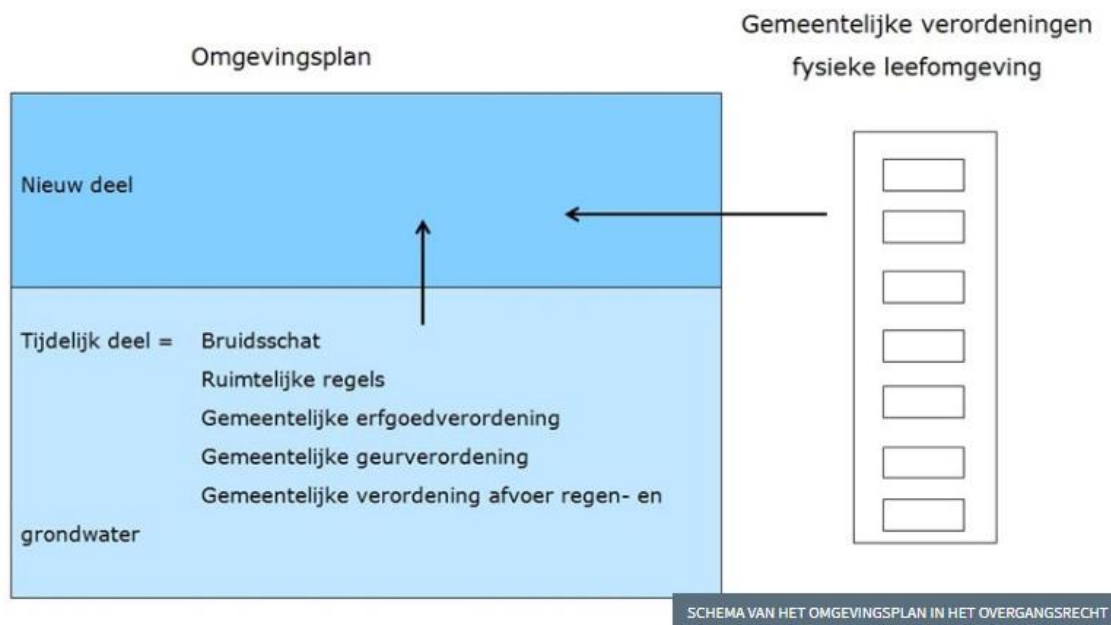 Omgevingsplan
Gemeentelijke verordeningen
fysieke leefomgeving
Nieuw deel
Tijdelijk deel = Bruidsschat
Ruimtelijke regels
Gemeentelijke erfgoedverordening
Gemeentelijke geurverordening
Gemeentelijke verordening afvoer regen- en
grondwater
SCHEMA VAN HET OMGEVINGSPLAN IN HET OVERGANGSRECHT